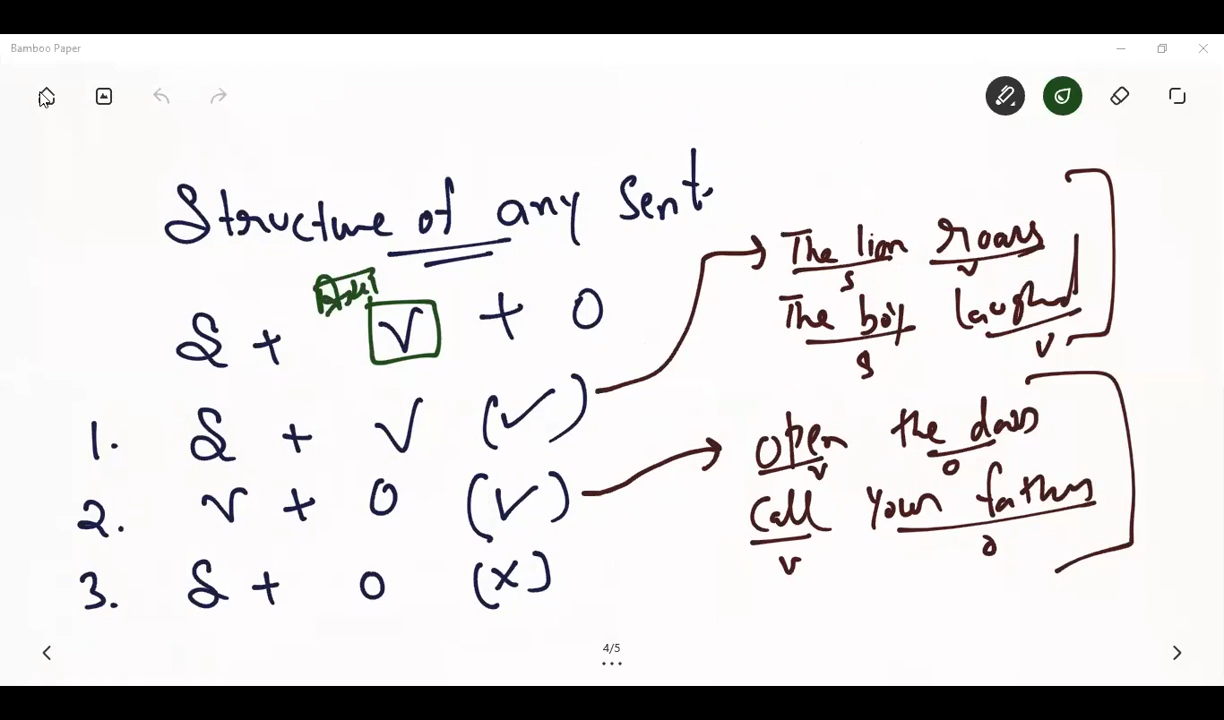 Bamboo Paper
Structure of any Sent.
S + V + O
1. S + V (✓)
2. V + O (✓)
3. S + O (x)
The lion roars
S V
The boy laughed
S V
Open the door
V O
Call your father
V O
4/5